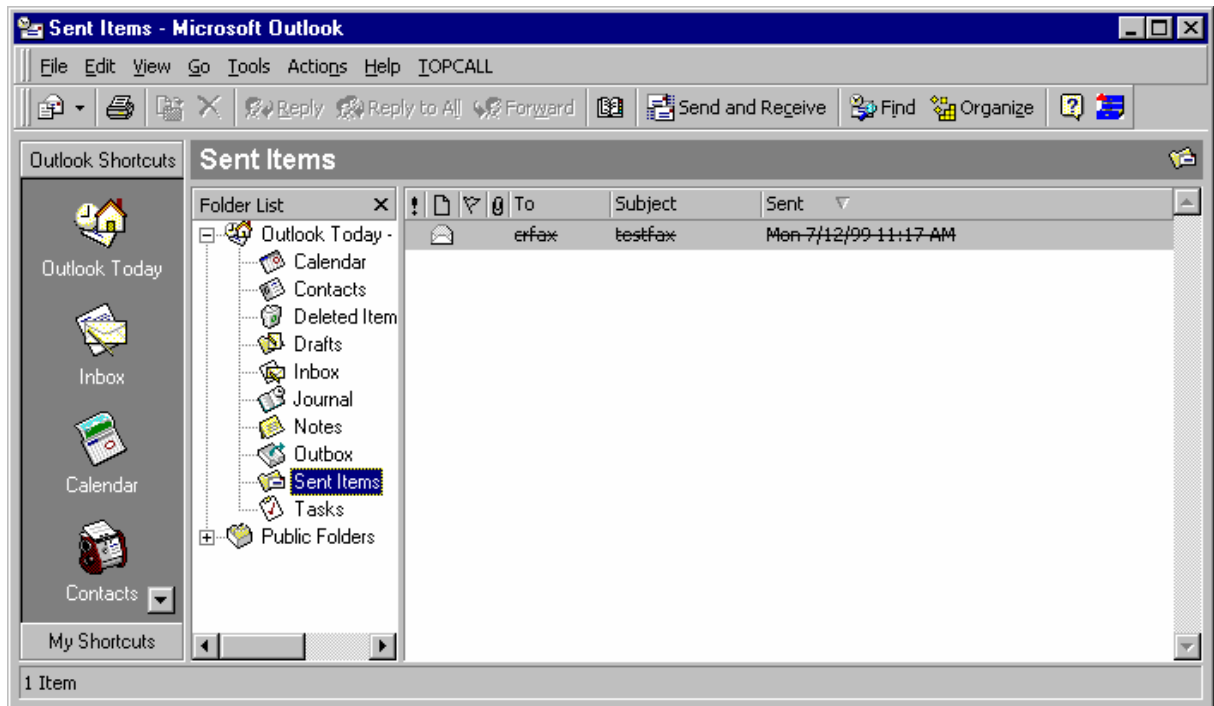 Sent Items - Microsoft Outlook
File Edit View Go Tools Actions Help TOPCALL
Reply Reply to All Forward Send and Receive Find Organize
Outlook Shortcuts
Sent Items
Outlook Today
Inbox
Calendar
Contacts
My Shortcuts
Folder List
Outlook Today -
Calendar
Contacts
Deleted Item
Drafts
Inbox
Journal
Notes
Outbox
Sent Items
Tasks
Public Folders
To Subject Sent
erfax testfax Mon 7/12/99 11:17 AM
1 Item